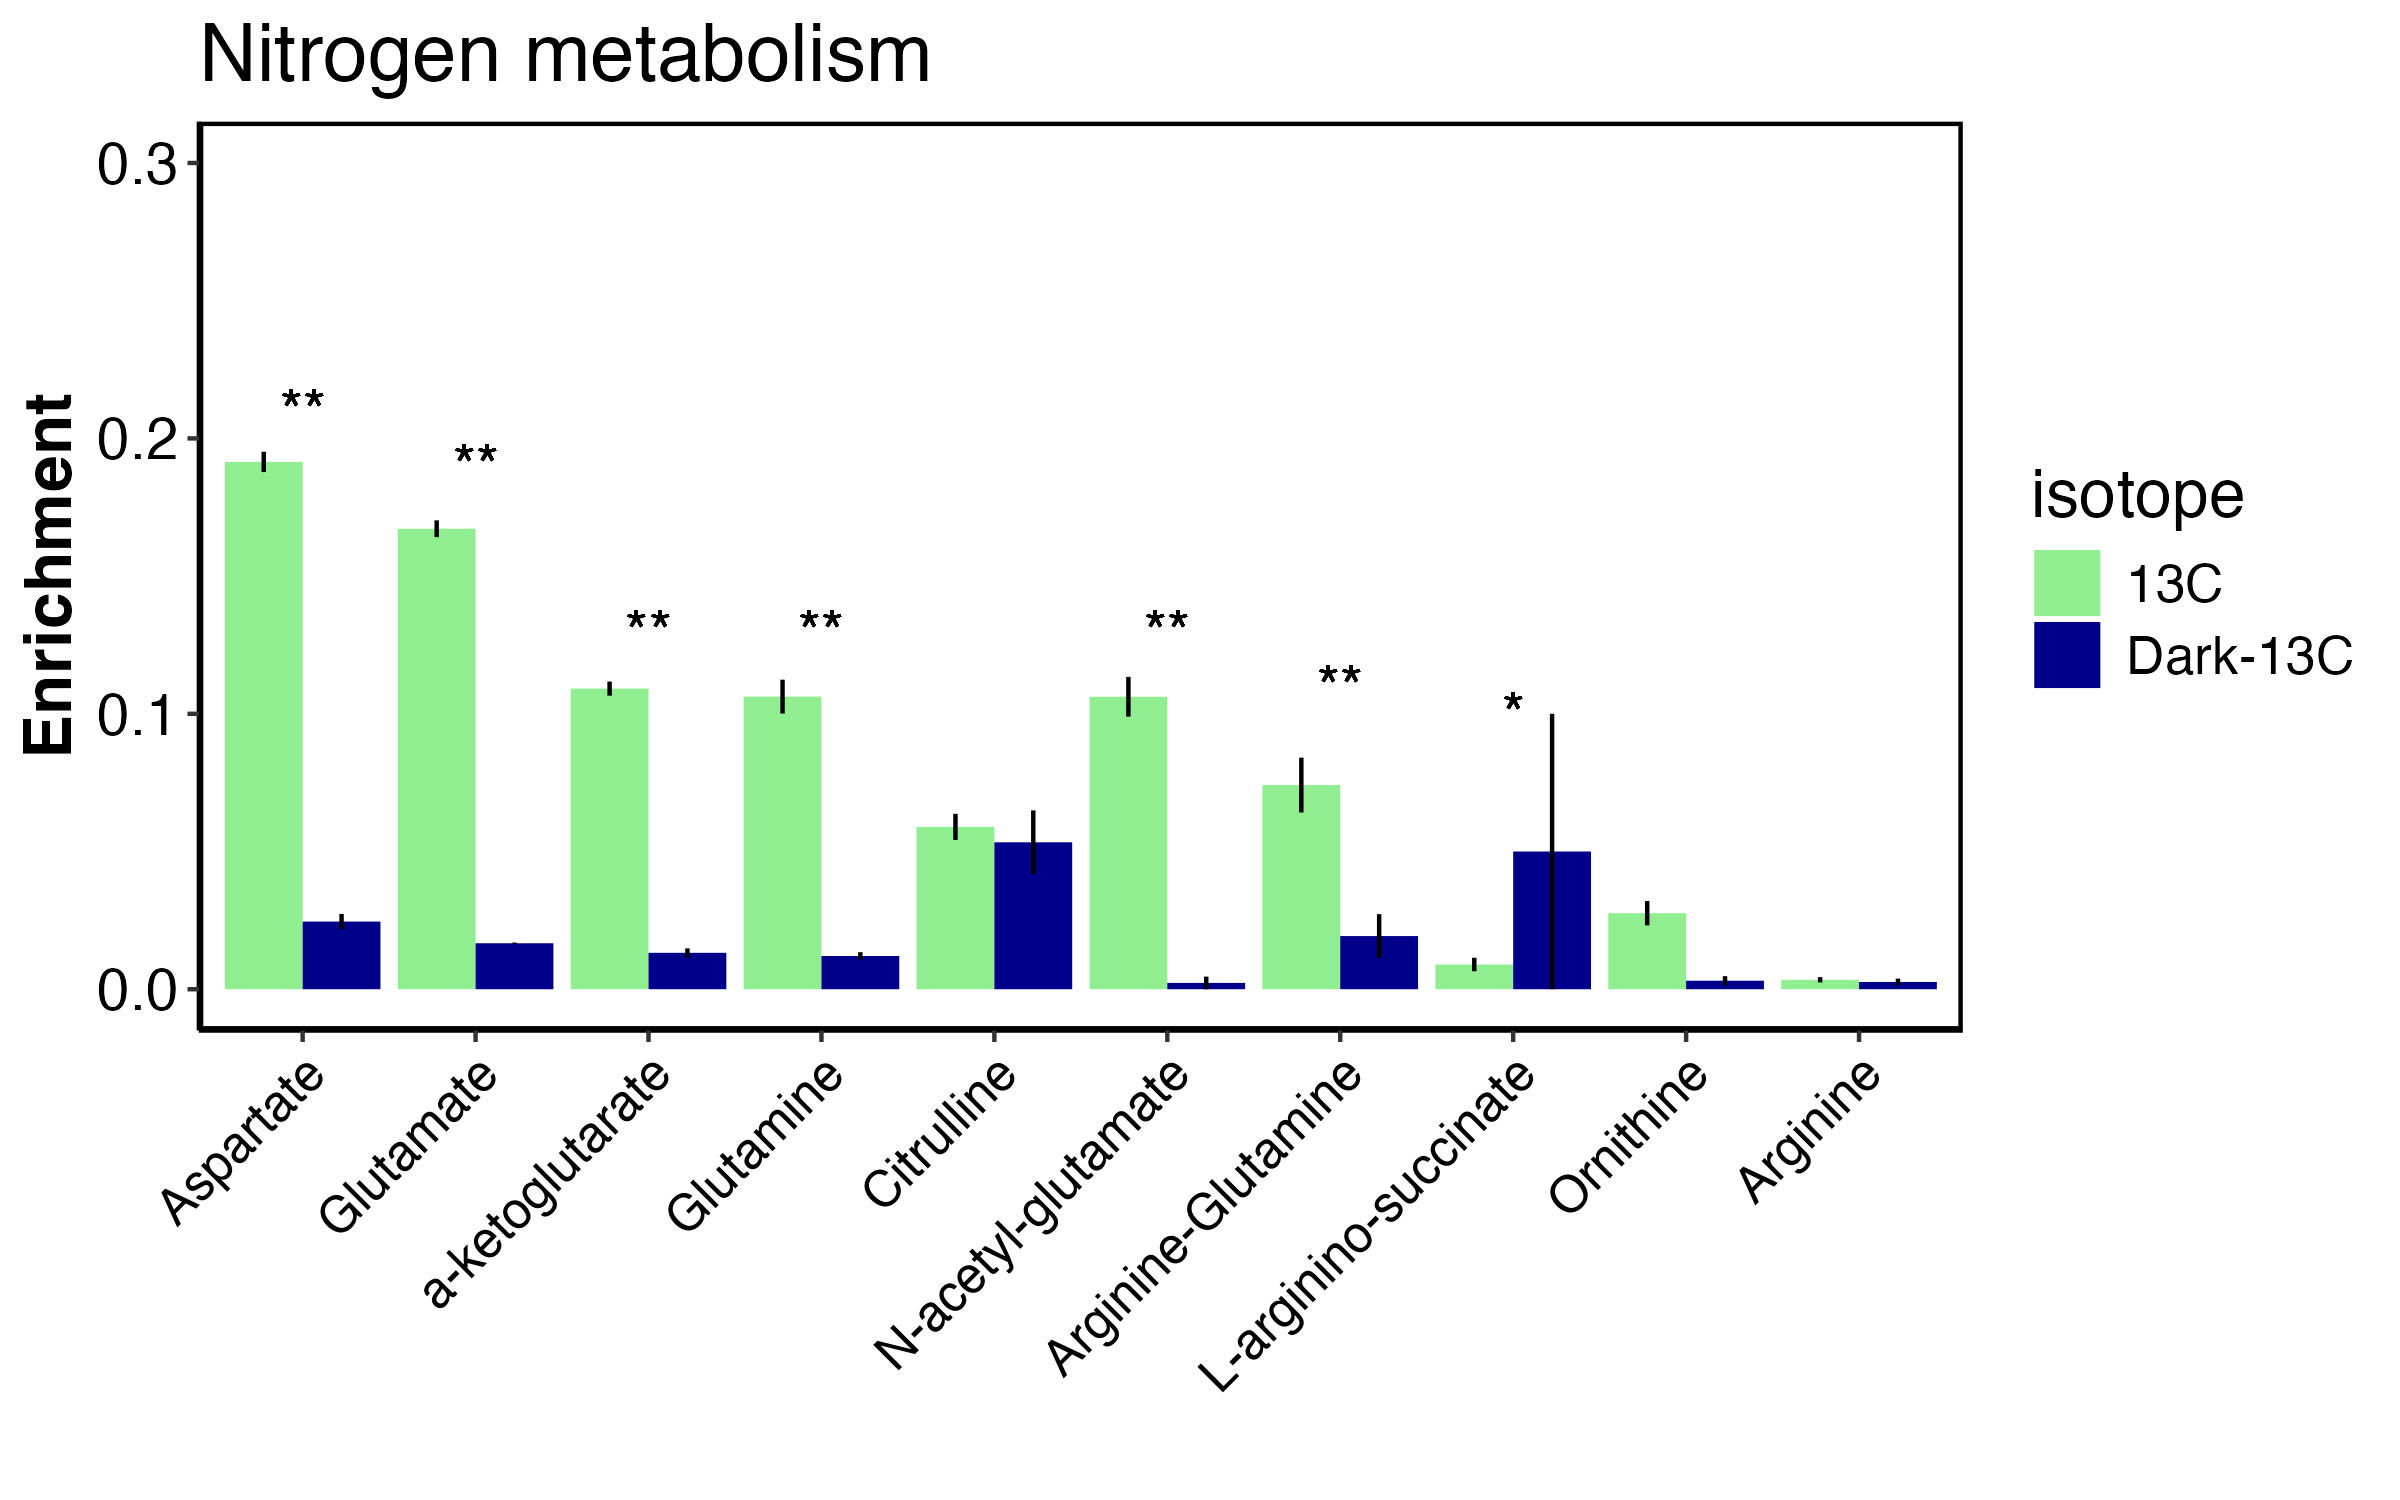 Nitrogen metabolism
Enrichment
0.3
0.2
0.1
0.0
**
**
**
**
**
**
*
Aspartate
Glutamate
a-ketoglutarate
Glutamine
Citrulline
N-acetyl-glutamate
Arginine-Glutamine
L-arginino-succinate
Ornithine
Arginine
isotope
13C
Dark-13C